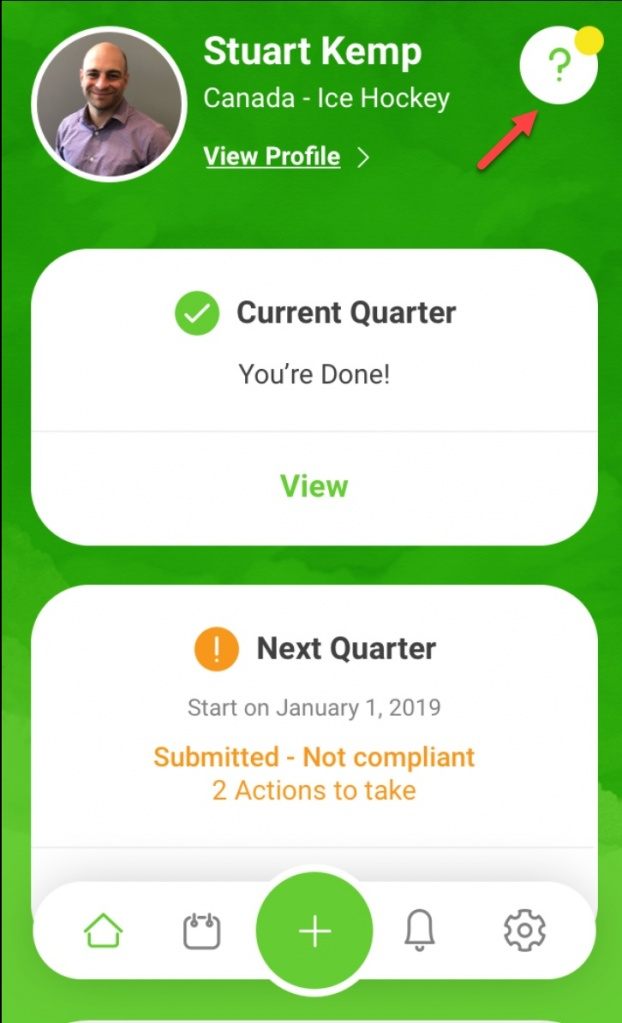 Stuart Kemp
Canada - Ice Hockey
View Profile
?
Current Quarter
You’re Done!
View
!
Next Quarter
Start on January 1, 2019
Submitted - Not compliant
2 Actions to take
+